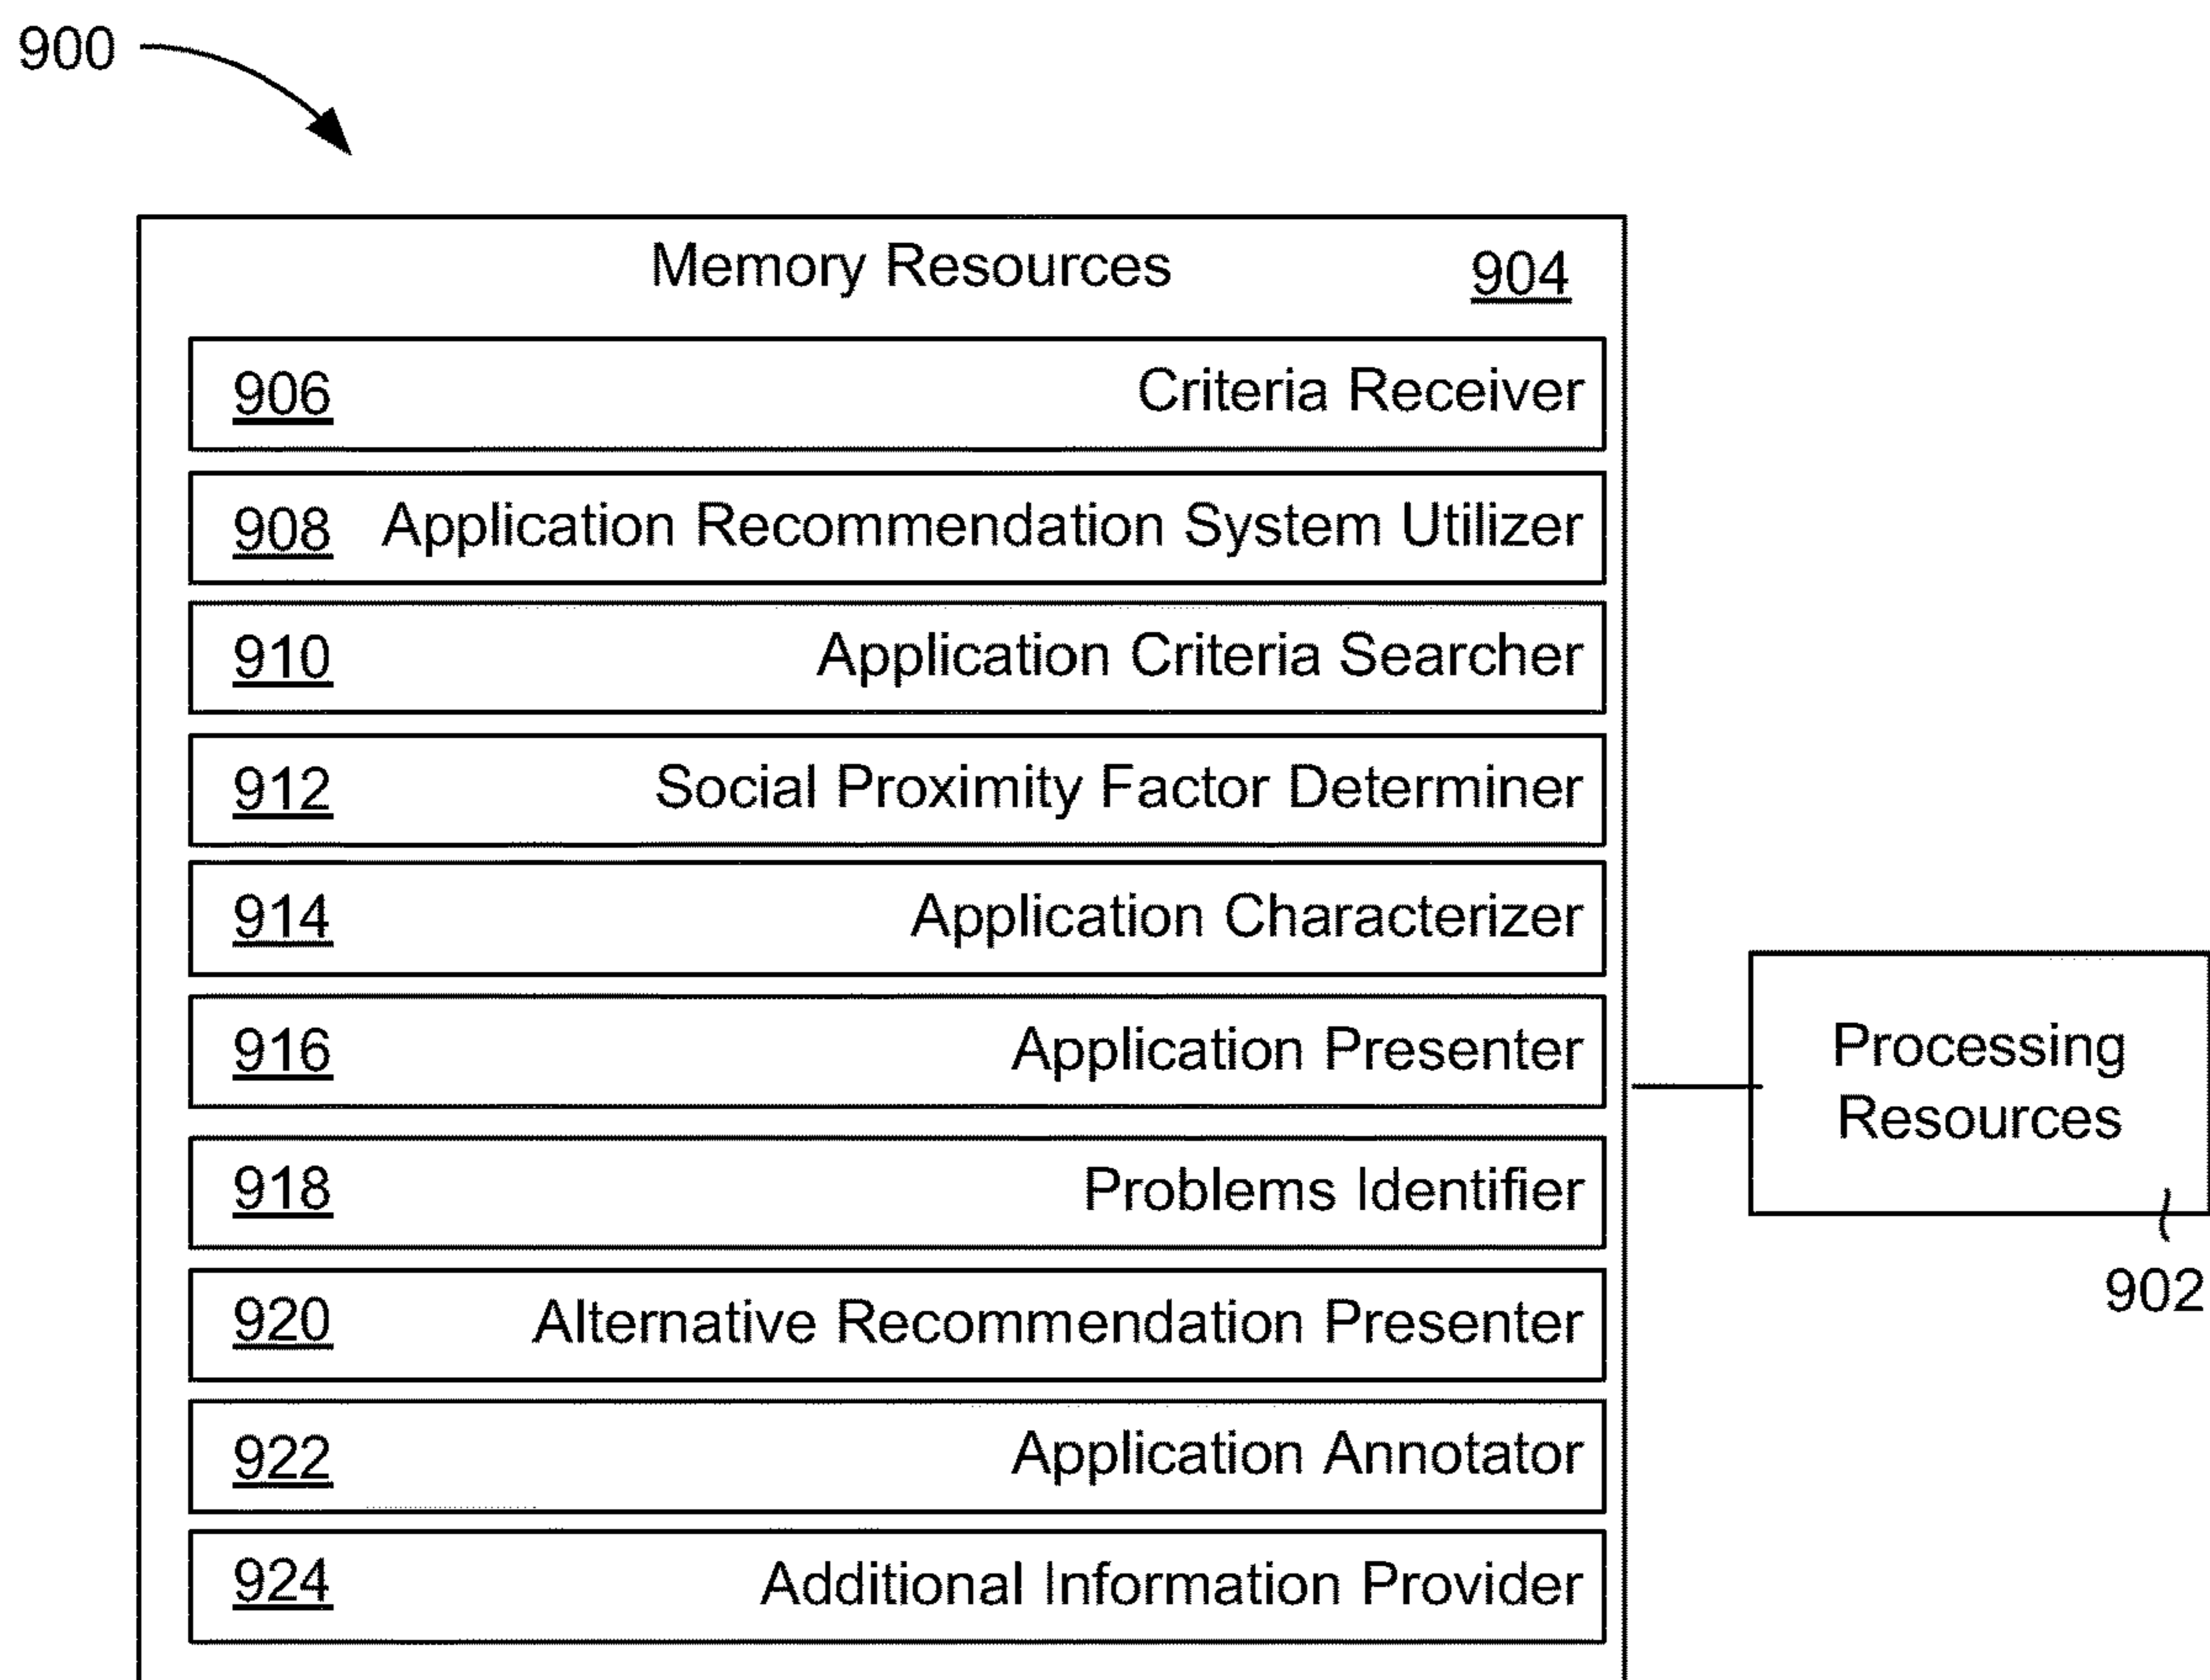 900
Memory Resources 904
906 Criteria Receiver
908 Application Recommendation System Utilizer
910 Application Criteria Searcher
912 Social Proximity Factor Determiner
914 Application Characterizer
916 Application Presenter
918 Problems Identifier
920 Alternative Recommendation Presenter
922 Application Annotator
924 Additional Information Provider
Processing
Resources
902